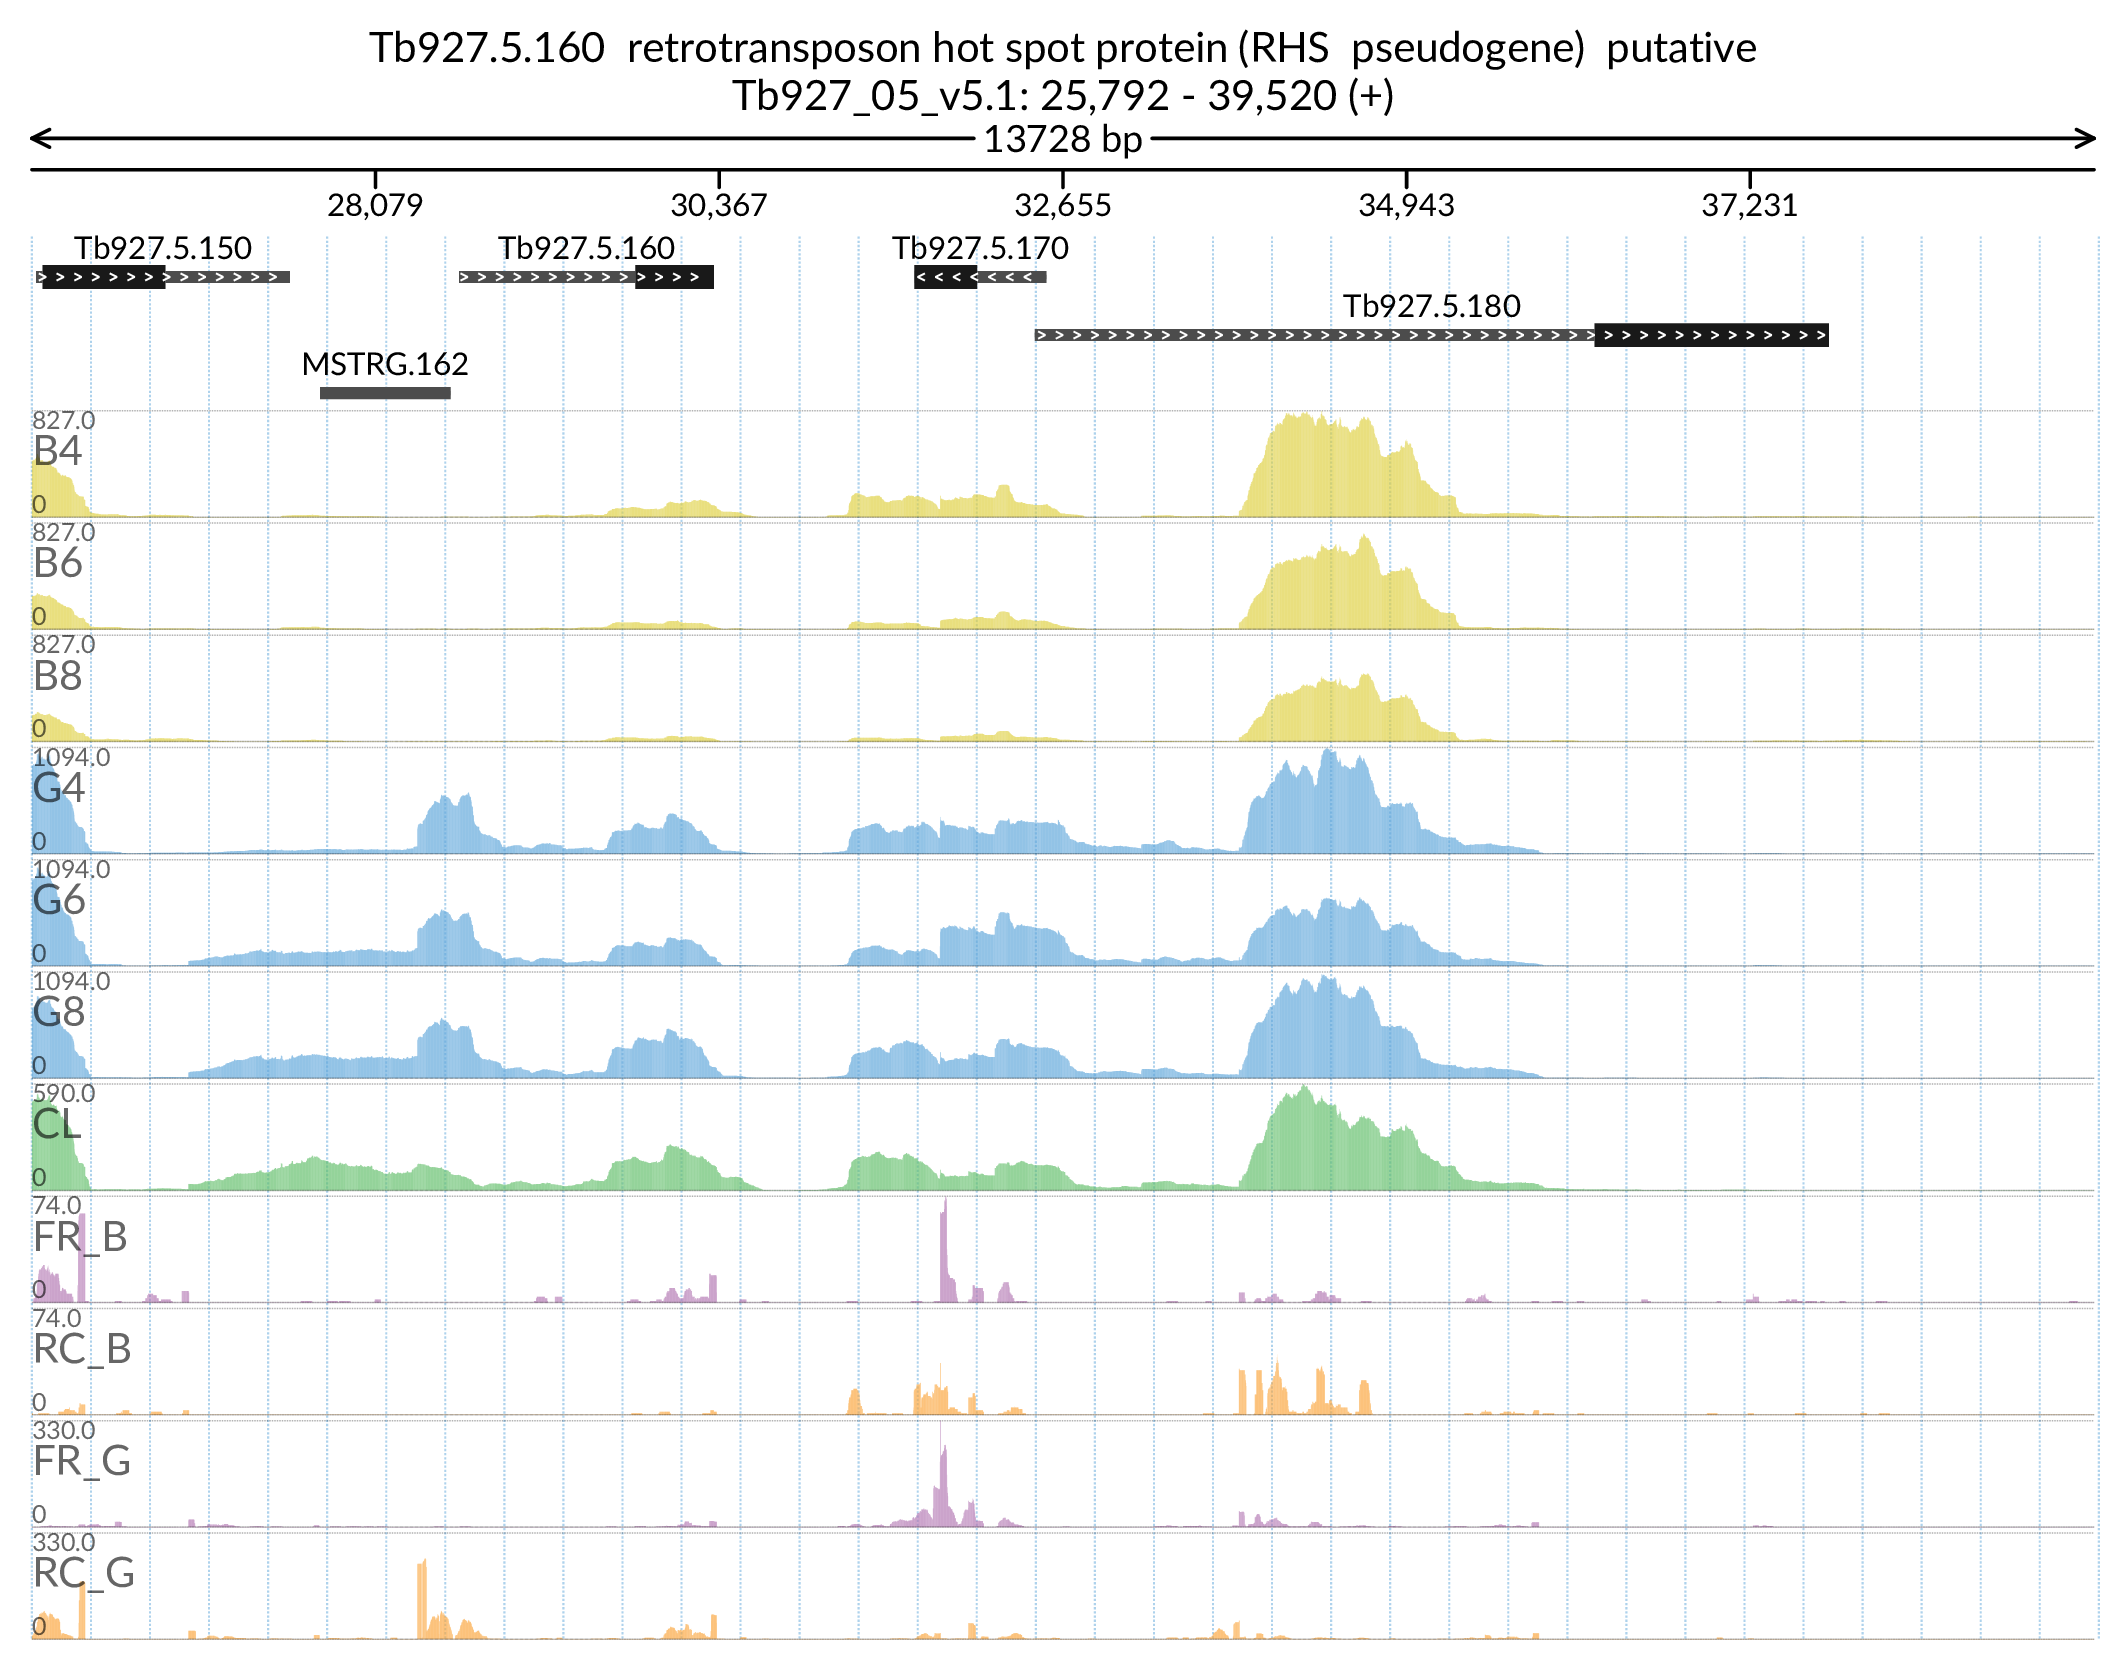 Tb927.5.160  retrotransposon hot spot protein (RHS  pseudogene)  putative
Tb927_05_v5.1: 25,792 - 39,520 (+)
13728 bp
28,079 30,367 32,655 34,943 37,231
Tb927.5.150 Tb927.5.160 Tb927.5.170
Tb927.5.180
MSTRG.162
827.0
B4
0
827.0
B6
0
827.0
B8
0
1094.0
G4
0
1094.0
G6
0
1094.0
G8
0
590.0
CL
0
74.0
FR_B
0
74.0
RC_B
0
330.0
FR_G
0
330.0
RC_G
0